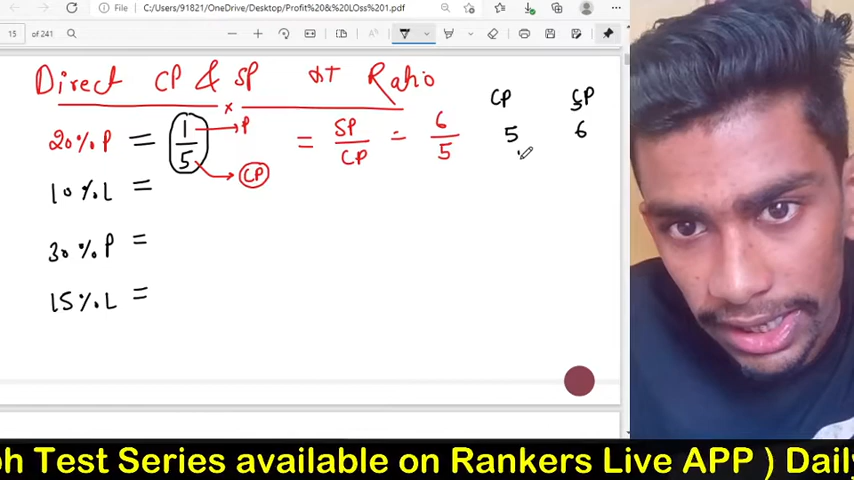 File | C:/Users/91821/OneDrive/Desktop/Profit%20&%20LOss%201.pdf
15 of 241
Direct CP & SP Ratio
CP SP
20%P = 1/5 → P = SP/CP = 6/5 5 6
→ CP
10%L =
30%P =
15%L =
ph Test Series available on Rankers Live APP ) Daily